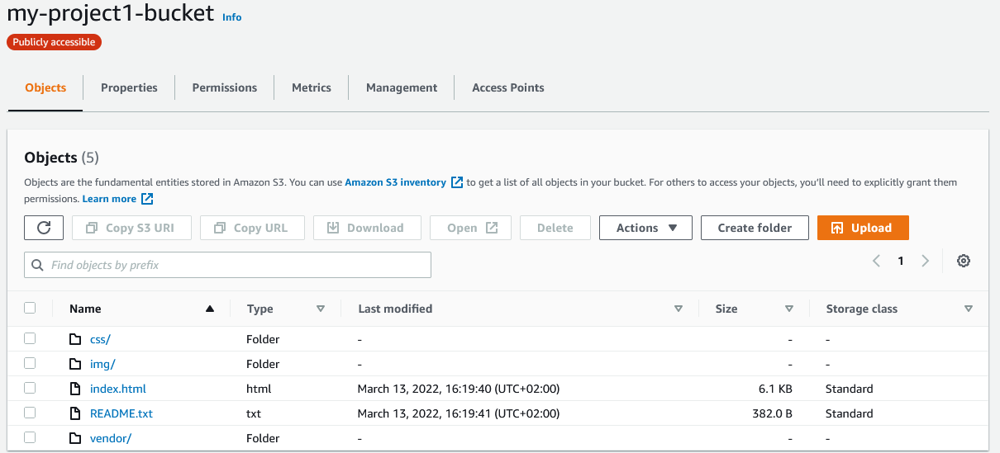 my-project1-bucket Info
Publicly accessible
Objects Properties Permissions Metrics Management Access Points
Objects (5)
Objects are the fundamental entities stored in Amazon S3. You can use Amazon S3 inventory to get a list of all objects in your bucket. For others to access your objects, you'll need to explicitly grant them
permissions. Learn more
Copy S3 URI Copy URL Download Open Delete Actions Create folder Upload
Find objects by prefix 1
Name Type Last modified Size Storage class
css/ Folder - - -
img/ Folder - - -
index.html html March 13, 2022, 16:19:40 (UTC+02:00) 6.1 KB Standard
README.txt txt March 13, 2022, 16:19:41 (UTC+02:00) 382.0 B Standard
vendor/ Folder - - -